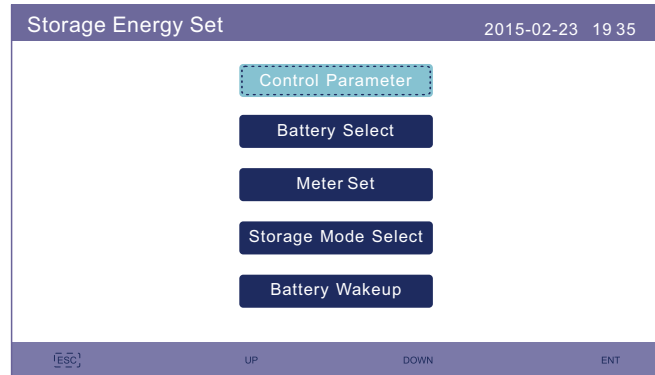 Storage Energy Set 2015-02-23 19 35
Control Parameter
Battery Select
Meter Set
Storage Mode Select
Battery Wakeup
ESC UP DOWN ENT